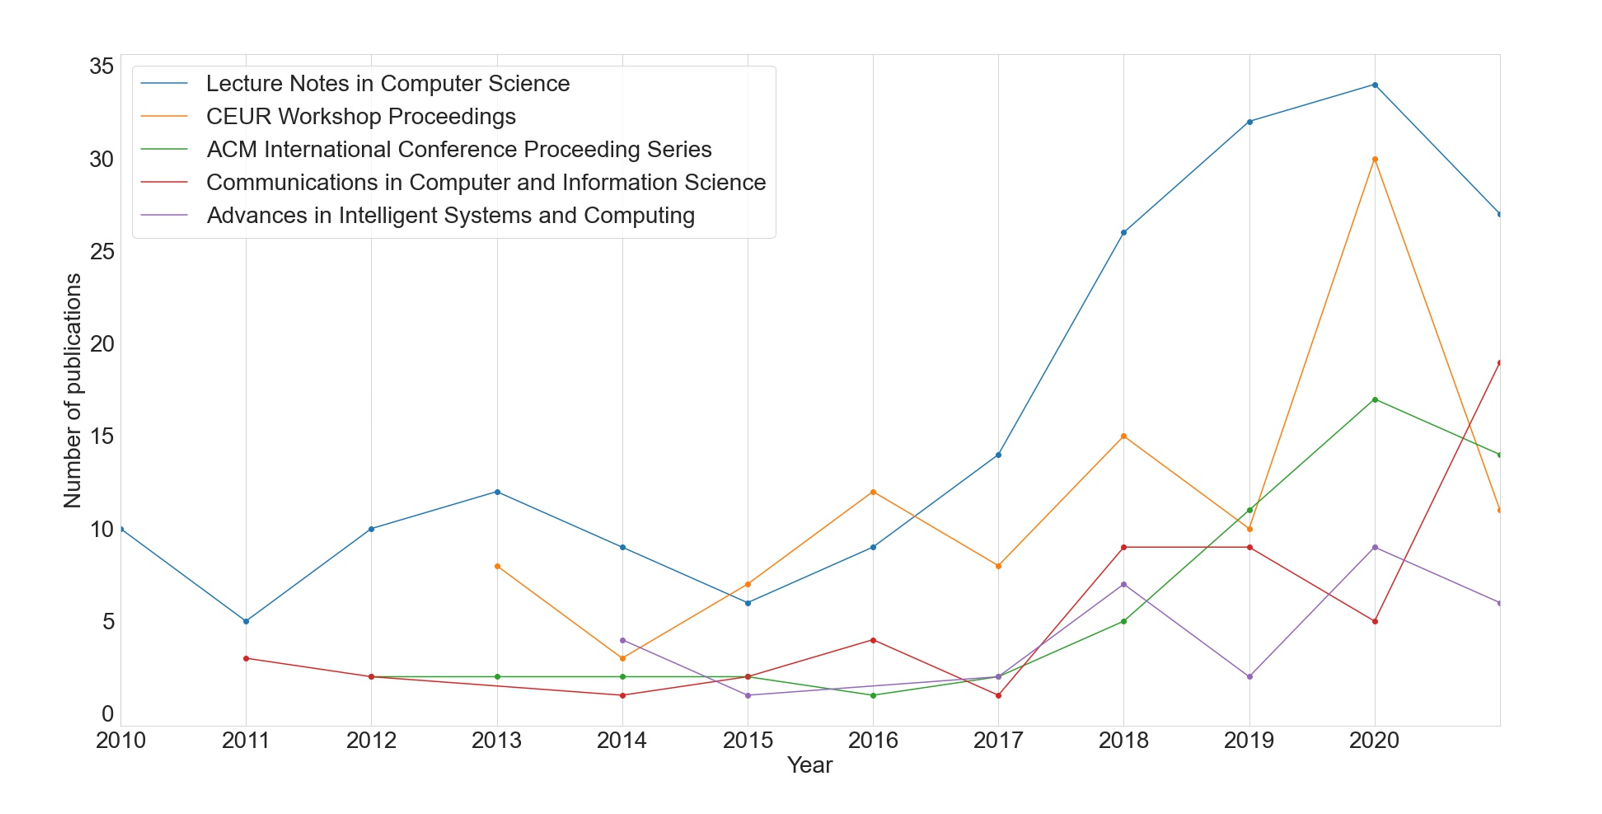 35
30
25
20
15
10
5
0
Number of publications
Lecture Notes in Computer Science
CEUR Workshop Proceedings
ACM International Conference Proceeding Series
Communications in Computer and Information Science
Advances in Intelligent Systems and Computing
2010 2011 2012 2013 2014 2015 2016 2017 2018 2019 2020
Year